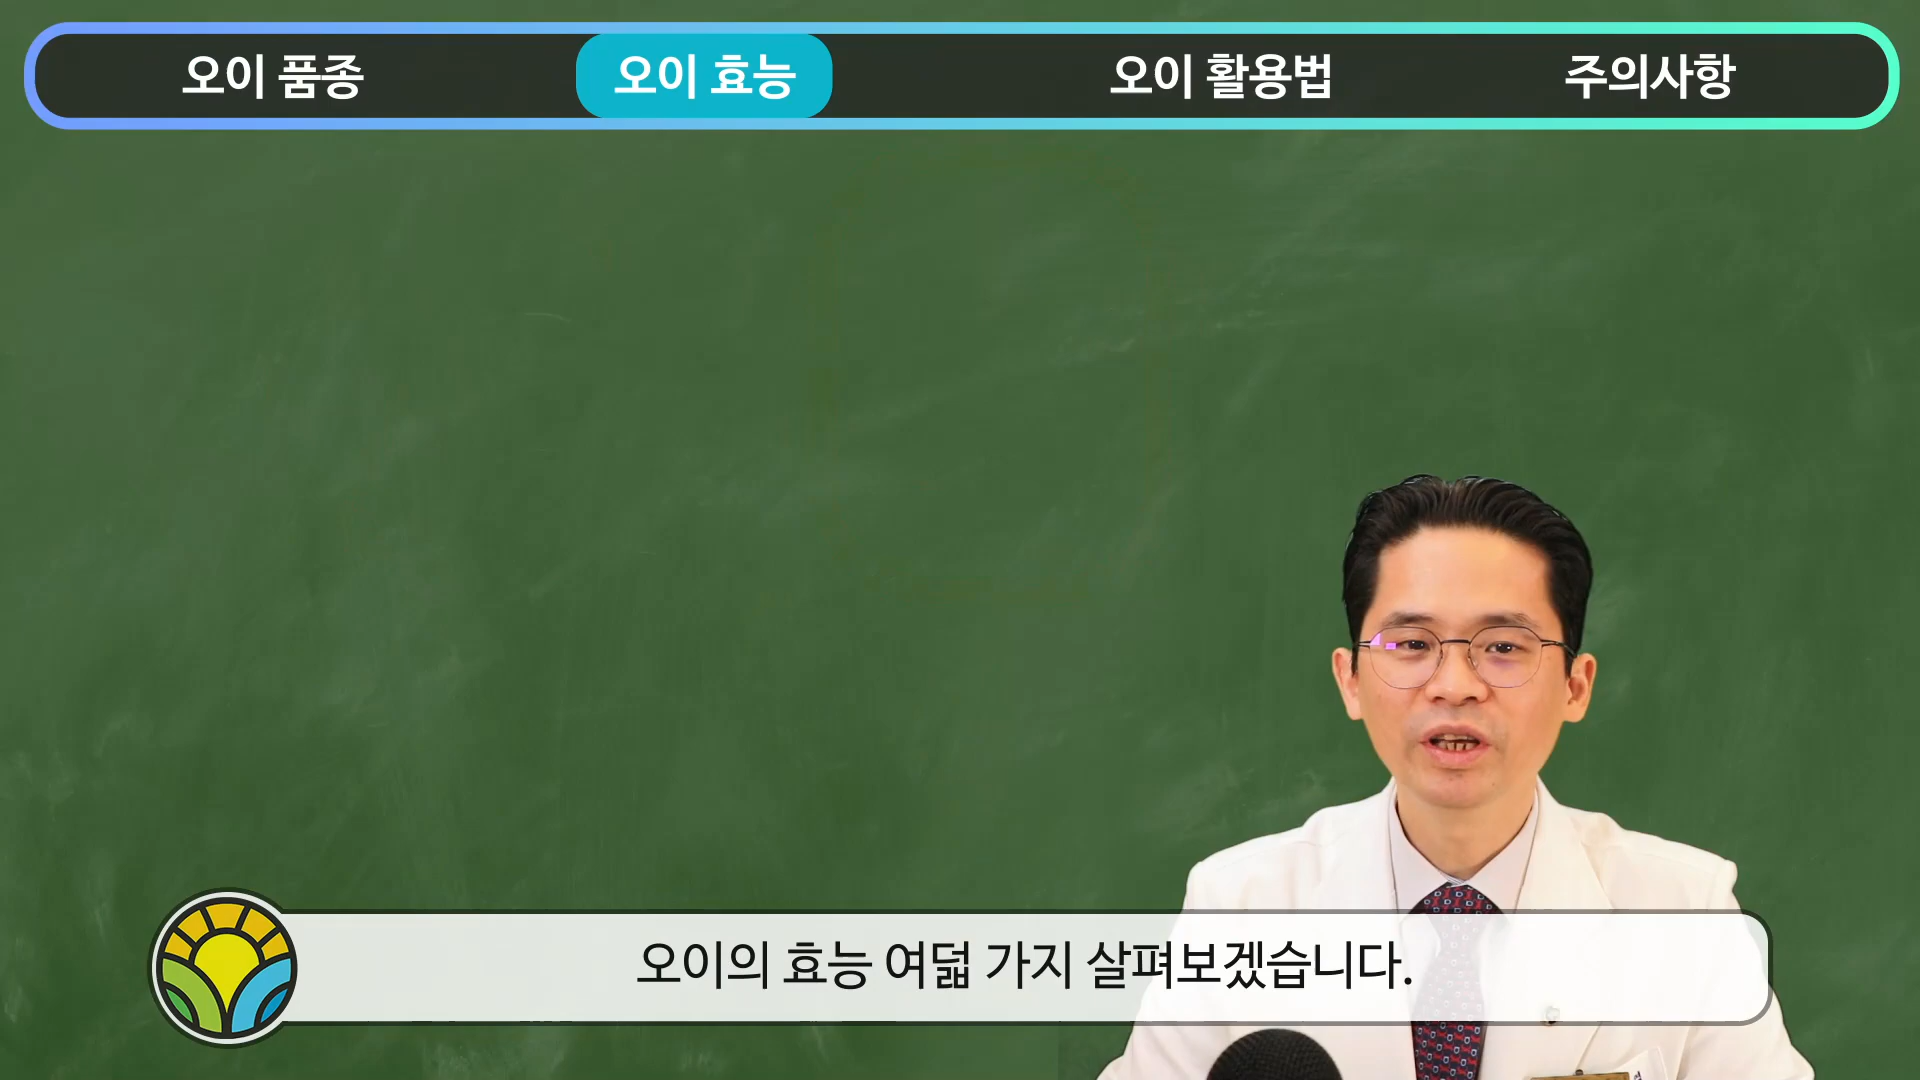 오이 품종
오이 효능
오이 활용법
주의사항
오이의 효능 여덟 가지 살펴보겠습니다.